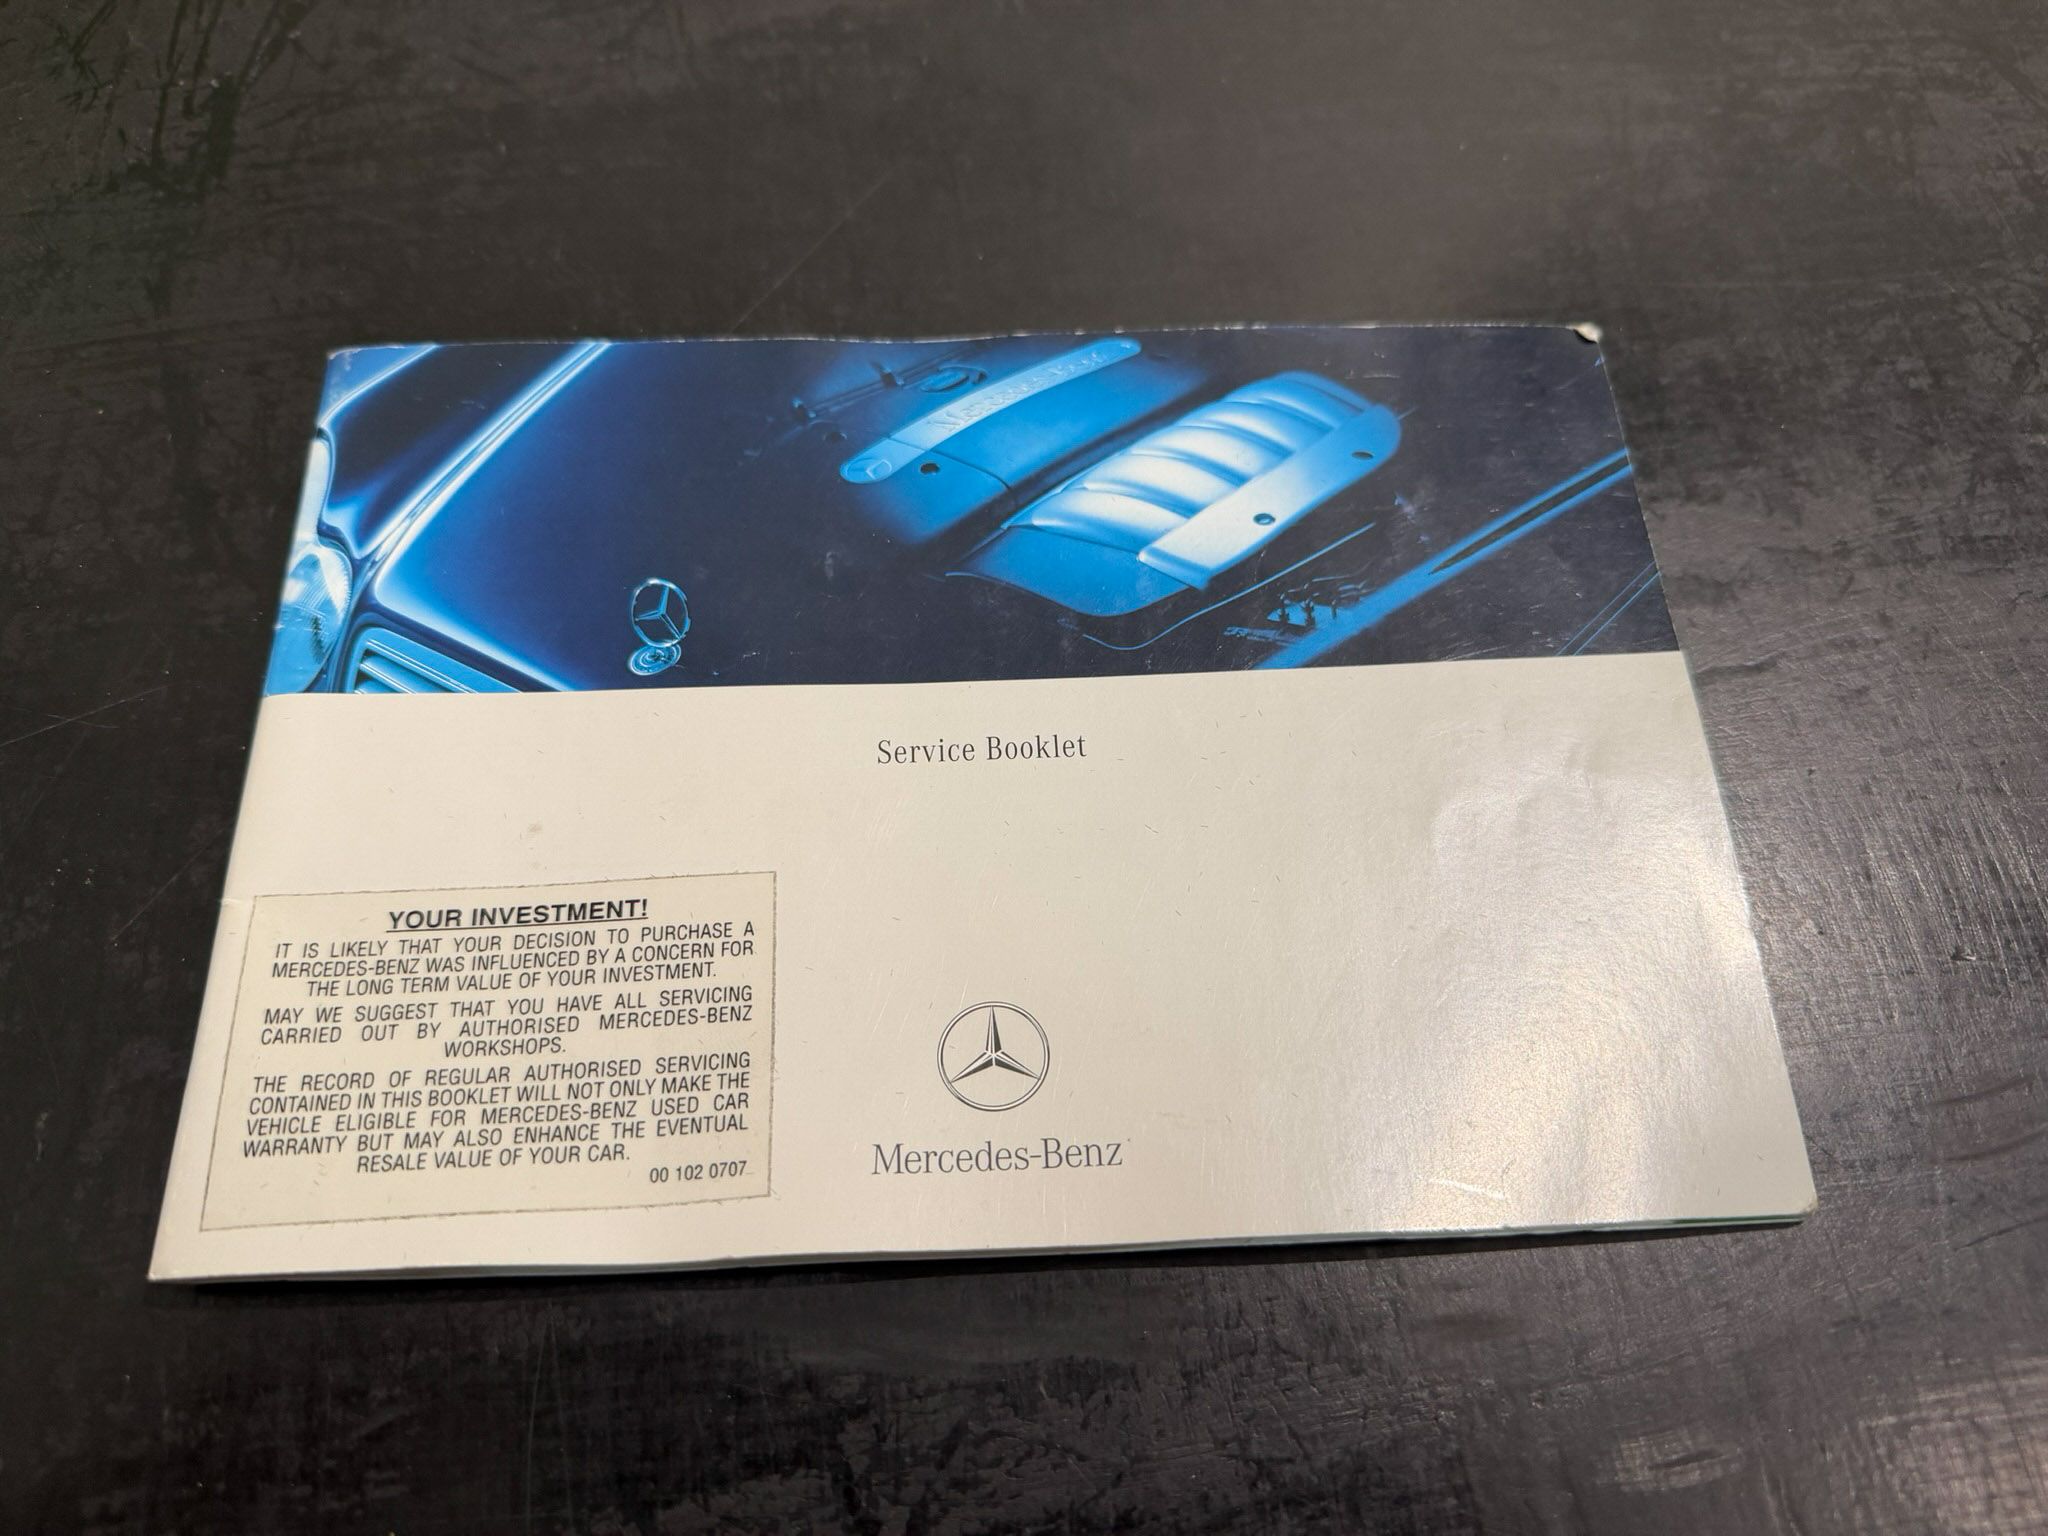 Mercedes-Benz
Service Booklet
YOUR INVESTMENT!
IT IS LIKELY THAT YOUR DECISION TO PURCHASE A
MERCEDES-BENZ WAS INFLUENCED BY A CONCERN FOR
THE LONG TERM VALUE OF YOUR INVESTMENT.
MAY WE SUGGEST THAT YOU HAVE ALL SERVICING
CARRIED OUT BY AUTHORISED MERCEDES-BENZ
WORKSHOPS.
THE RECORD OF REGULAR AUTHORISED SERVICING
CONTAINED IN THIS BOOKLET WILL NOT ONLY MAKE THE
VEHICLE ELIGIBLE FOR MERCEDES-BENZ USED CAR
WARRANTY BUT MAY ALSO ENHANCE THE EVENTUAL
RESALE VALUE OF YOUR CAR.
00 102 0707
Mercedes-Benz